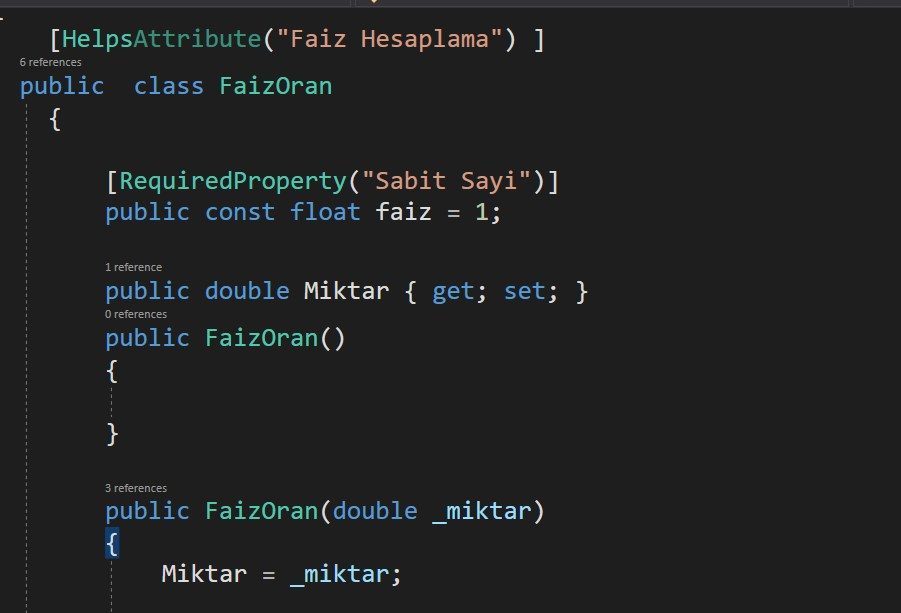 [HelpsAttribute("Faiz Hesaplama") ]
6 references
public  class FaizOran
{
[RequiredProperty("Sabit Sayi")]
public const float faiz = 1;
1 reference
public double Miktar { get; set; }
0 references
public FaizOran()
{
}
3 references
public FaizOran(double _miktar)
{
Miktar = _miktar;